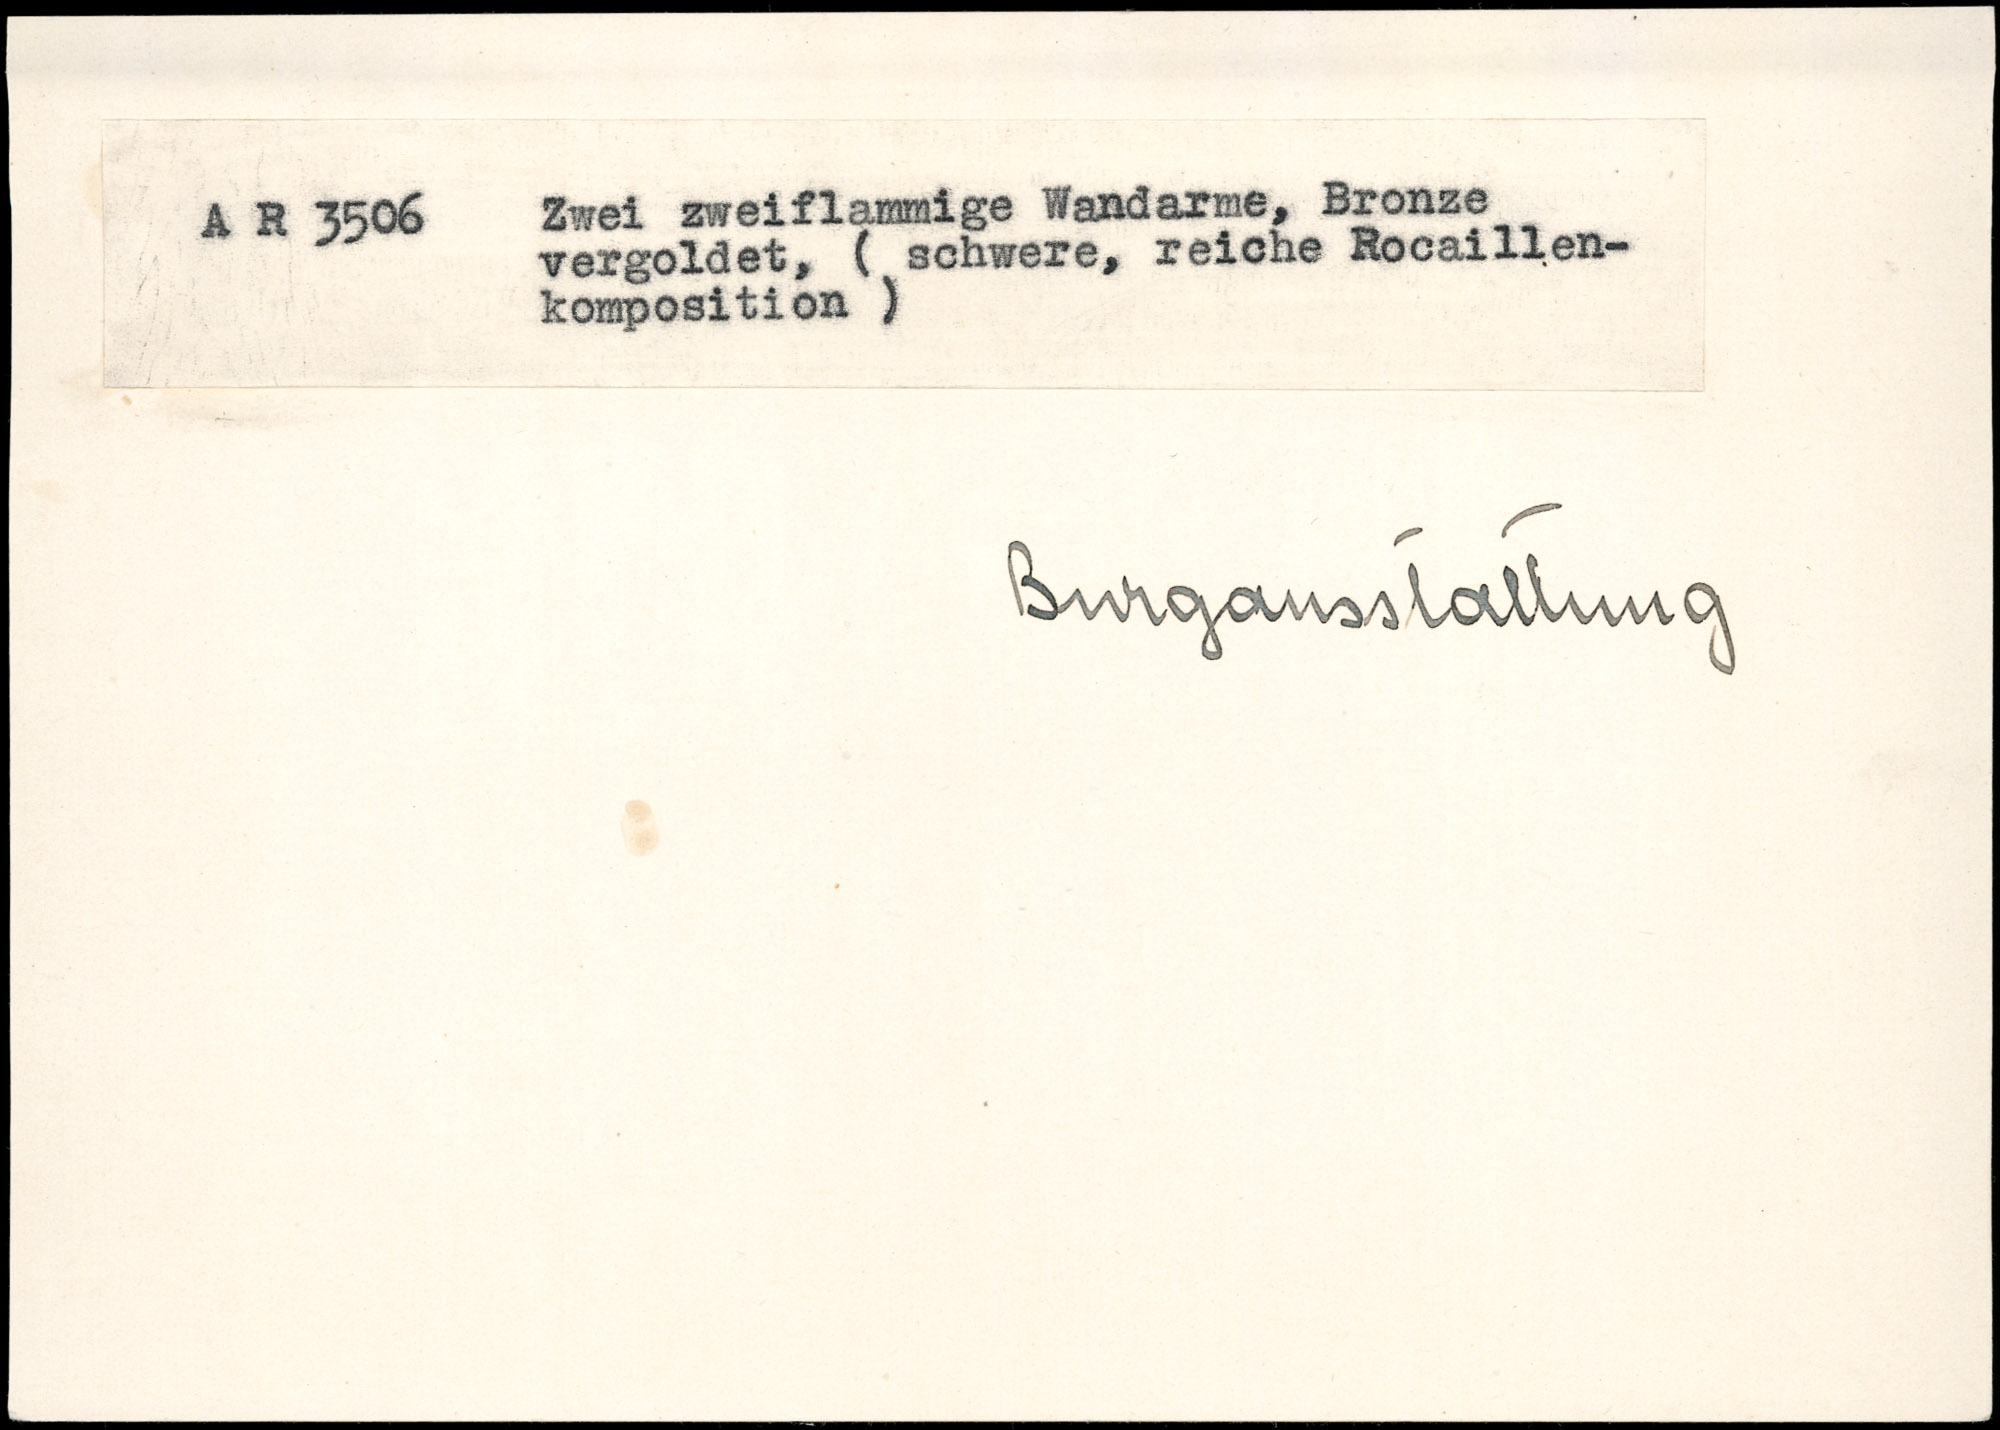 A R 3506 Zwei zweiflammige Wandarme, Bronze
vergoldet, ( schwere, reiche Rocaillen-
komposition )
Burgausstattung